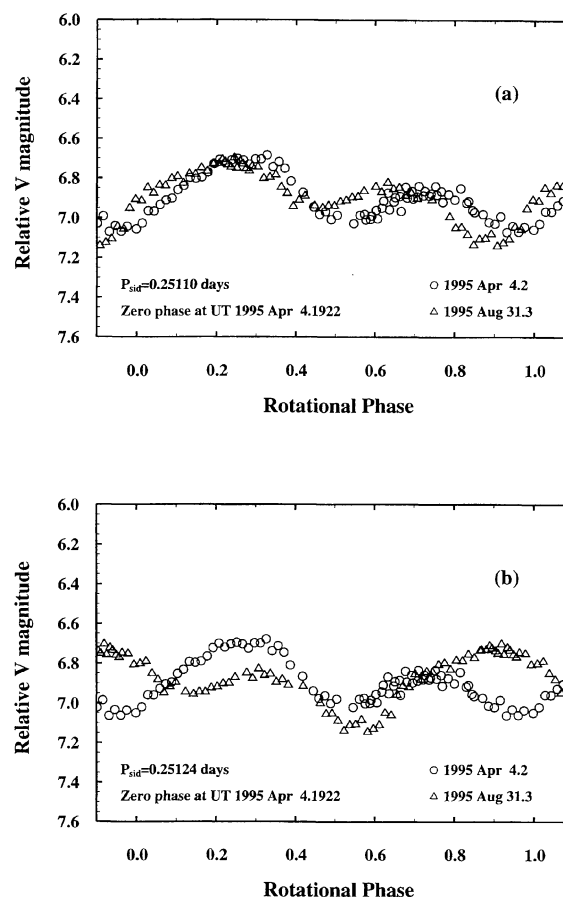 6.0
6.2
6.4
6.6
6.8
7.0
7.2
7.4
7.6
Relative V magnitude
(a)
P_sid=0.25110 days
Zero phase at UT 1995 Apr 4.1922
○ 1995 Apr 4.2
△ 1995 Aug 31.3
0.0 0.2 0.4 0.6 0.8 1.0
Rotational Phase
6.0
6.2
6.4
6.6
6.8
7.0
7.2
7.4
7.6
Relative V magnitude
(b)
P_sid=0.25124 days
Zero phase at UT 1995 Apr 4.1922
○ 1995 Apr 4.2
△ 1995 Aug 31.3
0.0 0.2 0.4 0.6 0.8 1.0
Rotational Phase